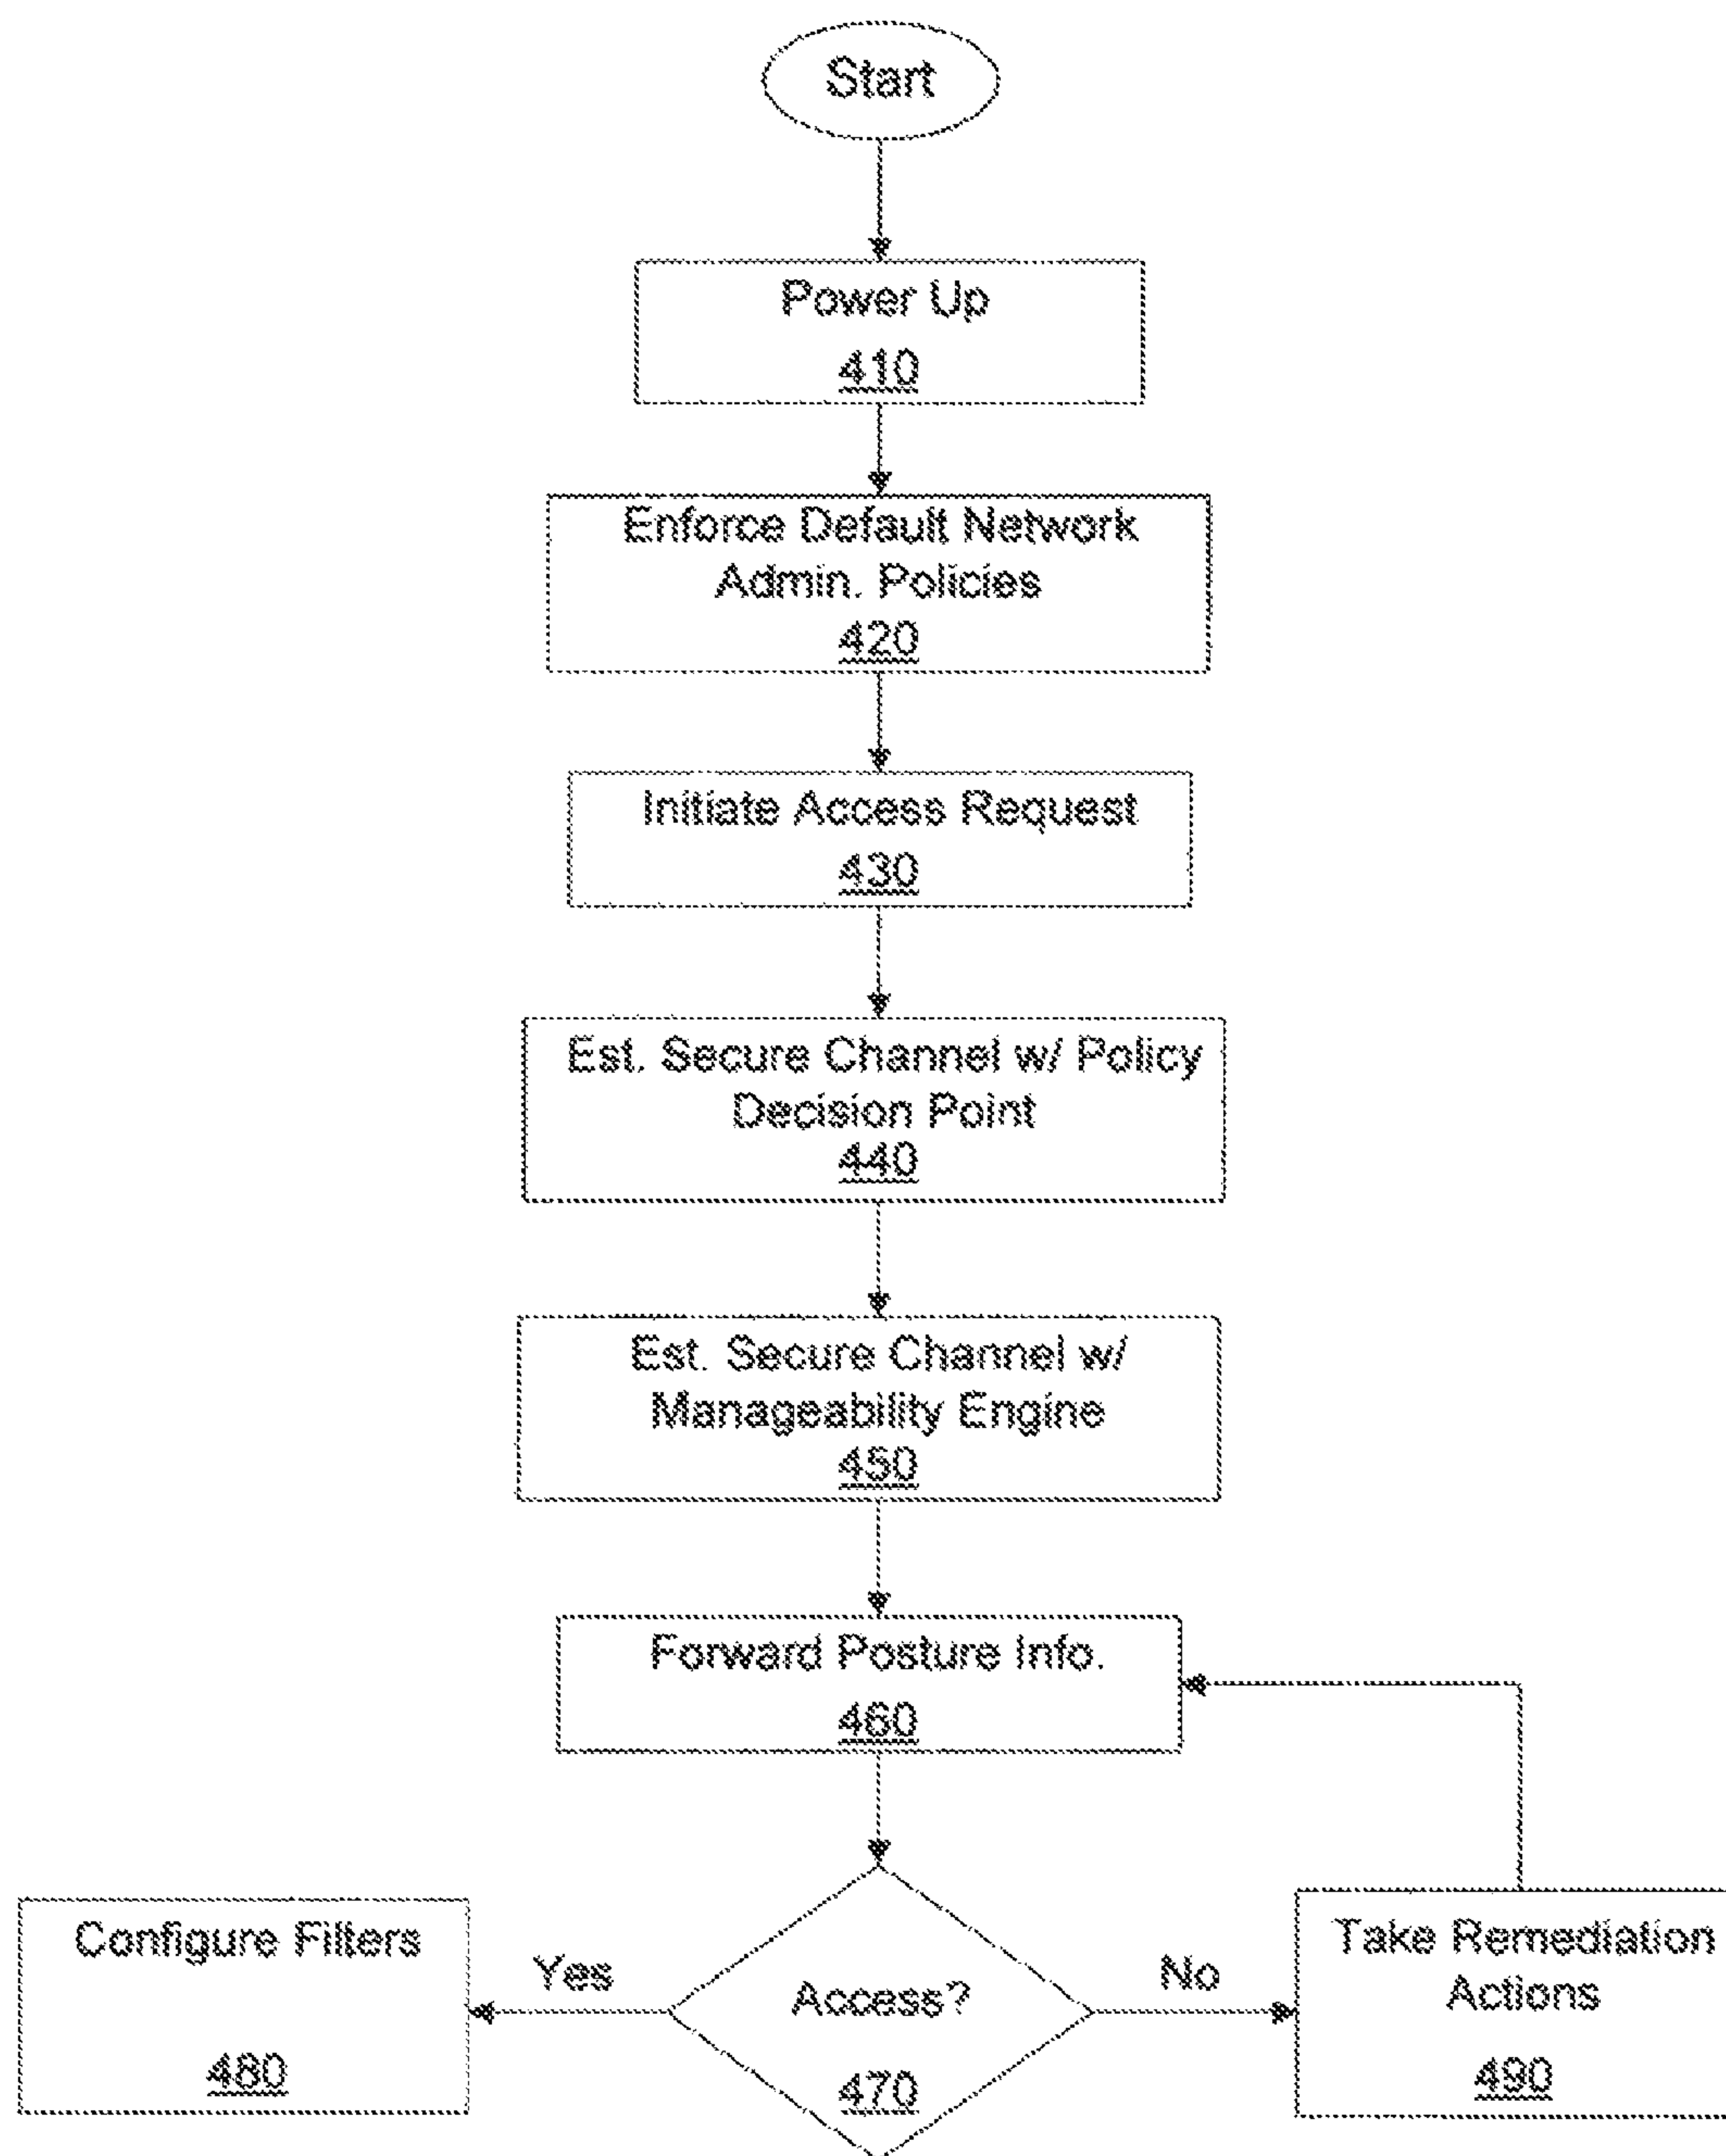 Start
Power Up
410
Enforce Default Network
Admin. Policies
420
Initiate Access Request
430
Est. Secure Channel w/ Policy
Decision Point
440
Est. Secure Channel w/
Manageability Engine
450
Forward Posture Info.
460
Configure Filters
480
Yes
Access?
470
No
Take Remediation
Actions
490